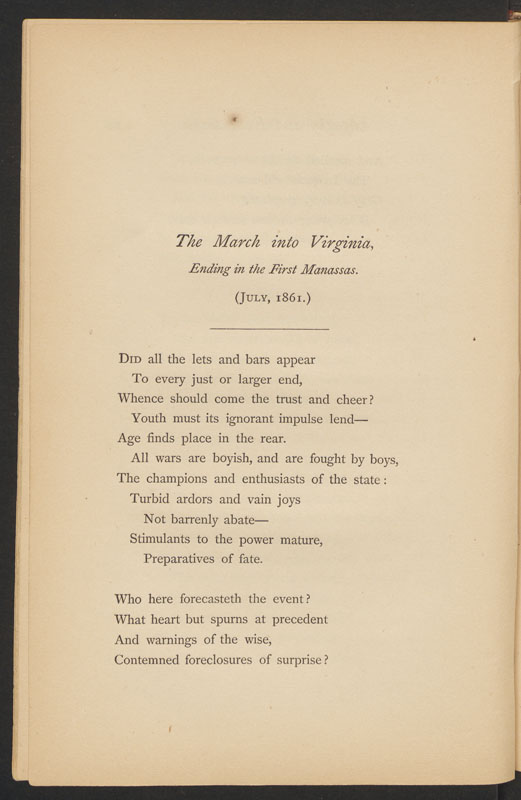 The March into Virginia,
Ending in the First Manassas.
(July, 1861.)
Did all the lets and bars appear
To every just or larger end,
Whence should come the trust and cheer?
Youth must its ignorant impulse lend—
Age finds place in the rear.
All wars are boyish, and are fought by boys,
The champions and enthusiasts of the state:
Turbid ardors and vain joys
Not barrenly abate—
Stimulants to the power mature,
Preparatives of fate.
Who here forecasteth the event?
What heart but spurns at precedent
And warnings of the wise,
Contemned foreclosures of surprise?